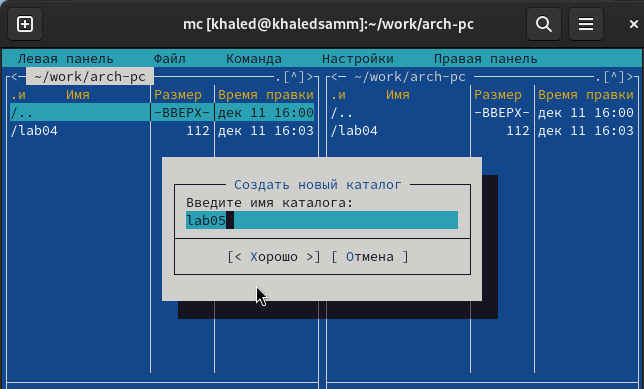 mc [khaled@khaledsamm]:~/work/arch-pc
Левая панель Файл Команда Настройки Правая панель
<— ~/work/arch-pc .[^]> <— ~/work/arch-pc .[^]>
.и Имя Размер Время правки .и Имя Размер Время правки
/.. -ВВЕРХ- дек 11 16:00 /.. -ВВЕРХ- дек 11 16:00
/lab04 112 дек 11 16:03 /lab04 112 дек 11 16:03
Создать новый каталог
Введите имя каталога:
lab05
[< Хорошо >] [ Отмена ]